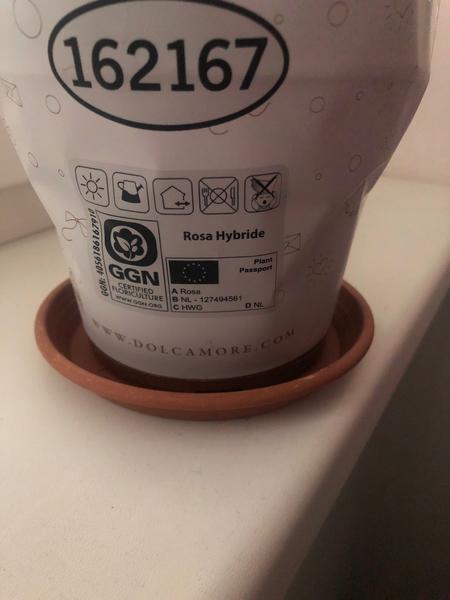 162167
Rosa Hybride
GGN: 4056186167910
GGN
CERTIFIED
FLORICULTURE
WWW.GGN.ORG
Plant
Passport
A Rosa
B NL - 127494561
C HWG D NL
WWW.DOLCAMORE.COM